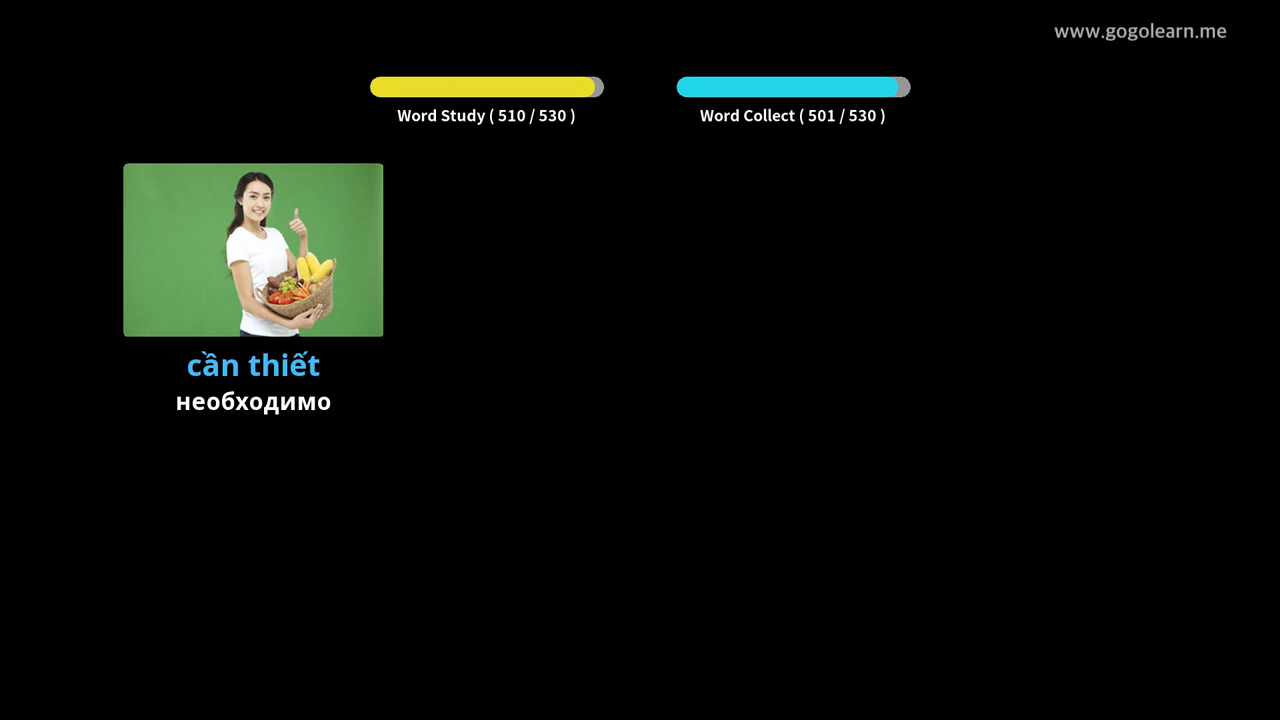 www.gogolearn.me
Word Study ( 510 / 530 )
Word Collect ( 501 / 530 )
cần thiết
необходимо